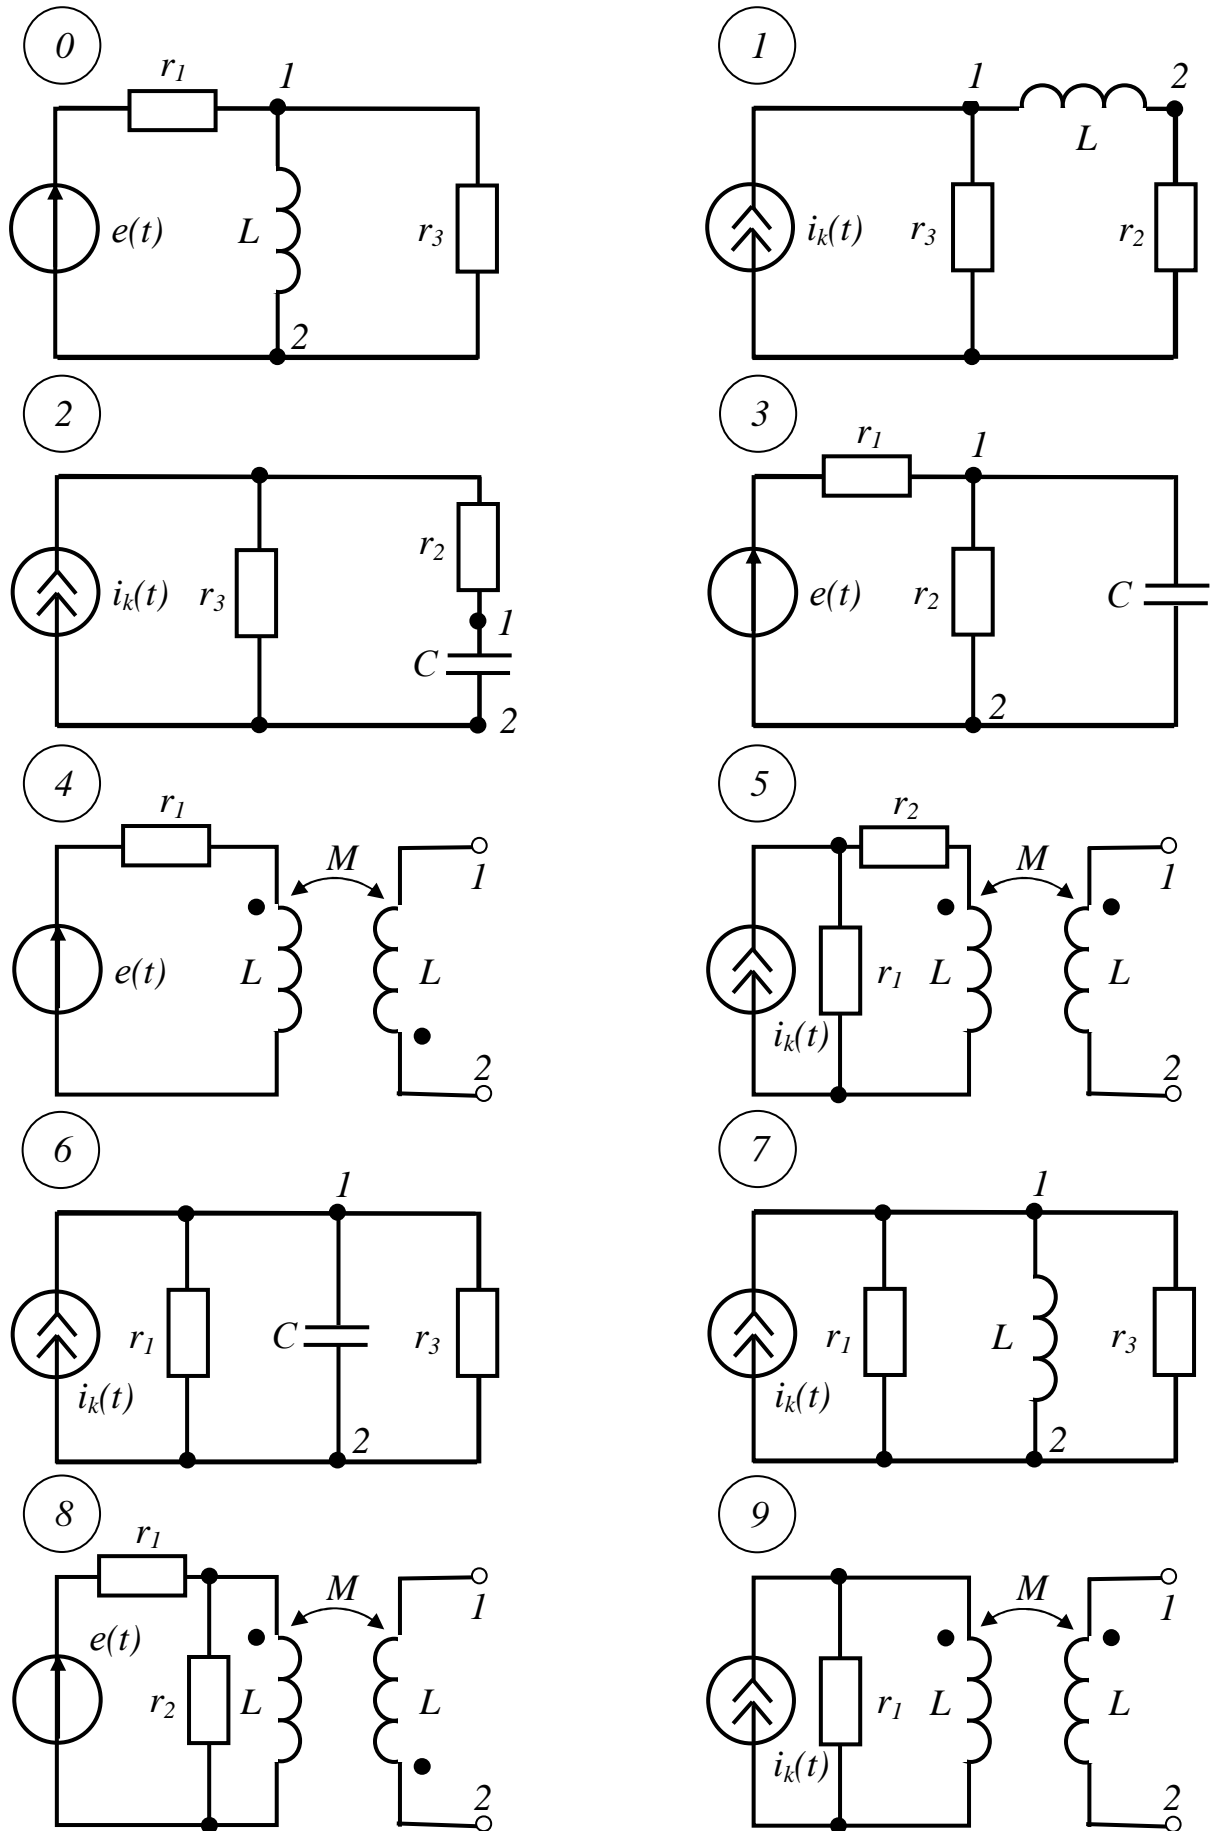 0 1
r1 1 1 2
L
e(t) L r3 ik(t) r3 r2
2
2 3
r1 1
r2
ik(t) r3 e(t) r2 C
1
C
2 2
4 5
r1 r2
M 1 M 1
e(t) L L r1 L L
ik(t)
2 2
6 7
1 1
r1 C r3 r1 L r3
ik(t) ik(t)
2 2
8 9
r1
M 1 M 1
e(t)
r2 L L r1 L L
ik(t)
2 2